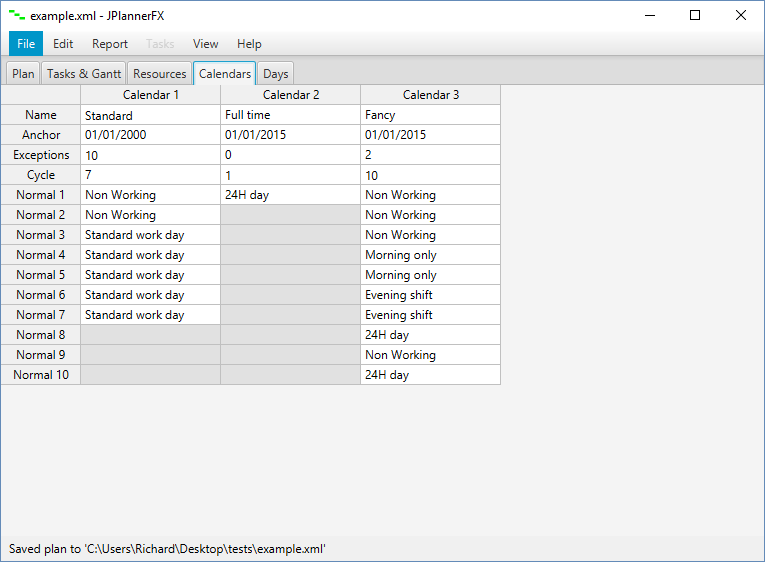 example.xml - JPlannerFX
File Edit Report Tasks View Help
Plan Tasks & Gantt Resources Calendars Days
Calendar 1 Calendar 2 Calendar 3
Name Standard Full time Fancy
Anchor 01/01/2000 01/01/2015 01/01/2015
Exceptions 10 0 2
Cycle 7 1 10
Normal 1 Non Working 24H day Non Working
Normal 2 Non Working Non Working
Normal 3 Standard work day Non Working
Normal 4 Standard work day Morning only
Normal 5 Standard work day Morning only
Normal 6 Standard work day Evening shift
Normal 7 Standard work day Evening shift
Normal 8 24H day
Normal 9 Non Working
Normal 10 24H day
Saved plan to 'C:\Users\Richard\Desktop\tests\example.xml'